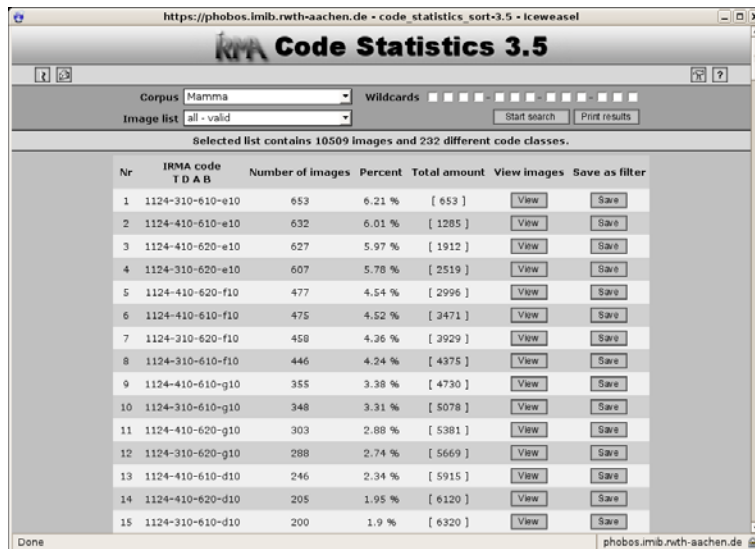 https://phobos.imib.rwth-aachen.de - code_statistics_sort-3.5 - Iceweasel
IRMA Code Statistics 3.5
?
Corpus Mamma Wildcards - - -
Image list all - valid Start search Print results
Selected list contains 10509 images and 232 different code classes.
Nr IRMA code Number of images Percent Total amount View images Save as filter
T D A B
1 1124-310-610-e10 653 6.21 % [ 653 ] View Save
2 1124-410-610-e10 632 6.01 % [ 1285 ] View Save
3 1124-410-620-e10 627 5.97 % [ 1912 ] View Save
4 1124-310-620-e10 607 5.78 % [ 2519 ] View Save
5 1124-410-620-f10 477 4.54 % [ 2996 ] View Save
6 1124-410-610-f10 475 4.52 % [ 3471 ] View Save
7 1124-310-620-f10 458 4.36 % [ 3929 ] View Save
8 1124-310-610-f10 446 4.24 % [ 4375 ] View Save
9 1124-410-610-g10 355 3.38 % [ 4730 ] View Save
10 1124-310-610-g10 348 3.31 % [ 5078 ] View Save
11 1124-410-620-g10 303 2.88 % [ 5381 ] View Save
12 1124-310-620-g10 288 2.74 % [ 5669 ] View Save
13 1124-410-610-d10 246 2.34 % [ 5915 ] View Save
14 1124-410-620-d10 205 1.95 % [ 6120 ] View Save
15 1124-310-610-d10 200 1.9 % [ 6320 ] View Save
Done phobos.imib.rwth-aachen.de